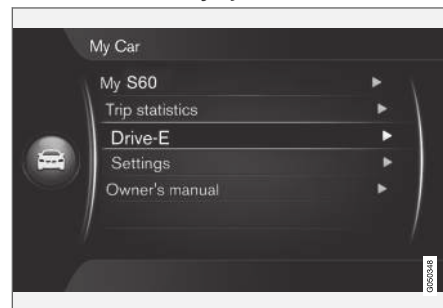 My Car
My S60
Trip statistics
Drive-E
Settings
Owner's manual
G050348